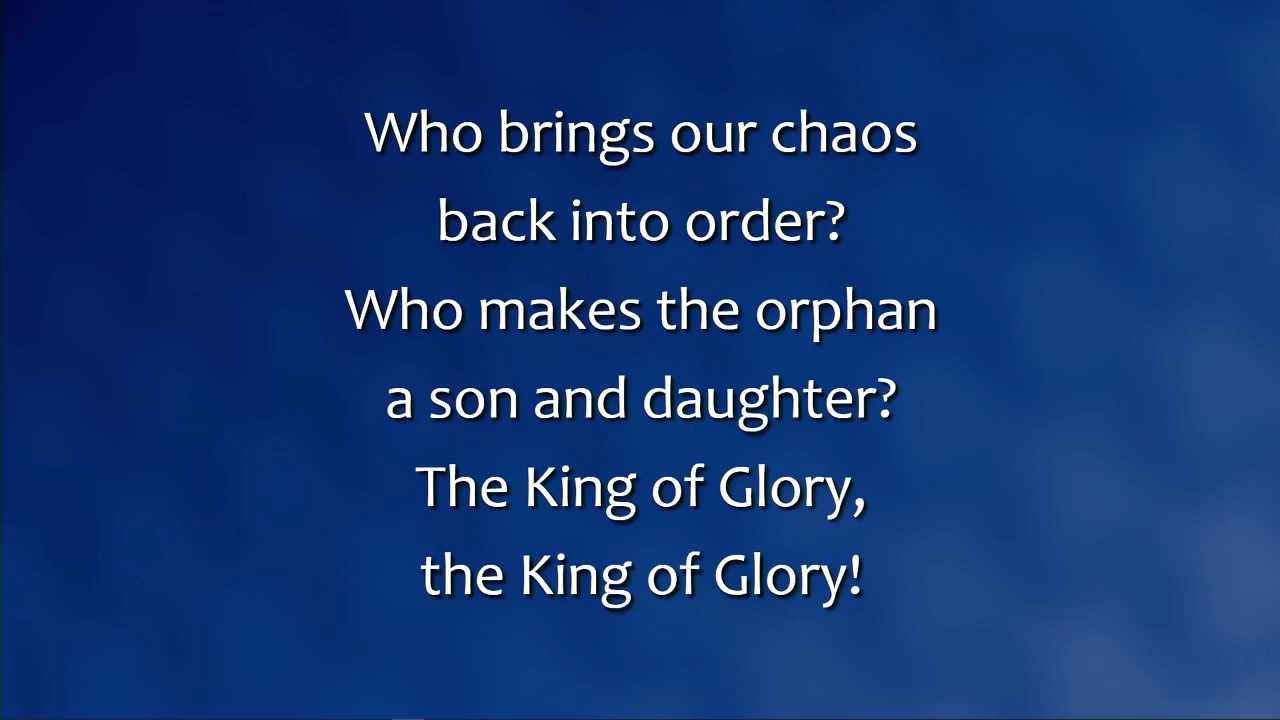 Who brings our chaos
back into order?
Who makes the orphan
a son and daughter?
The King of Glory,
the King of Glory!